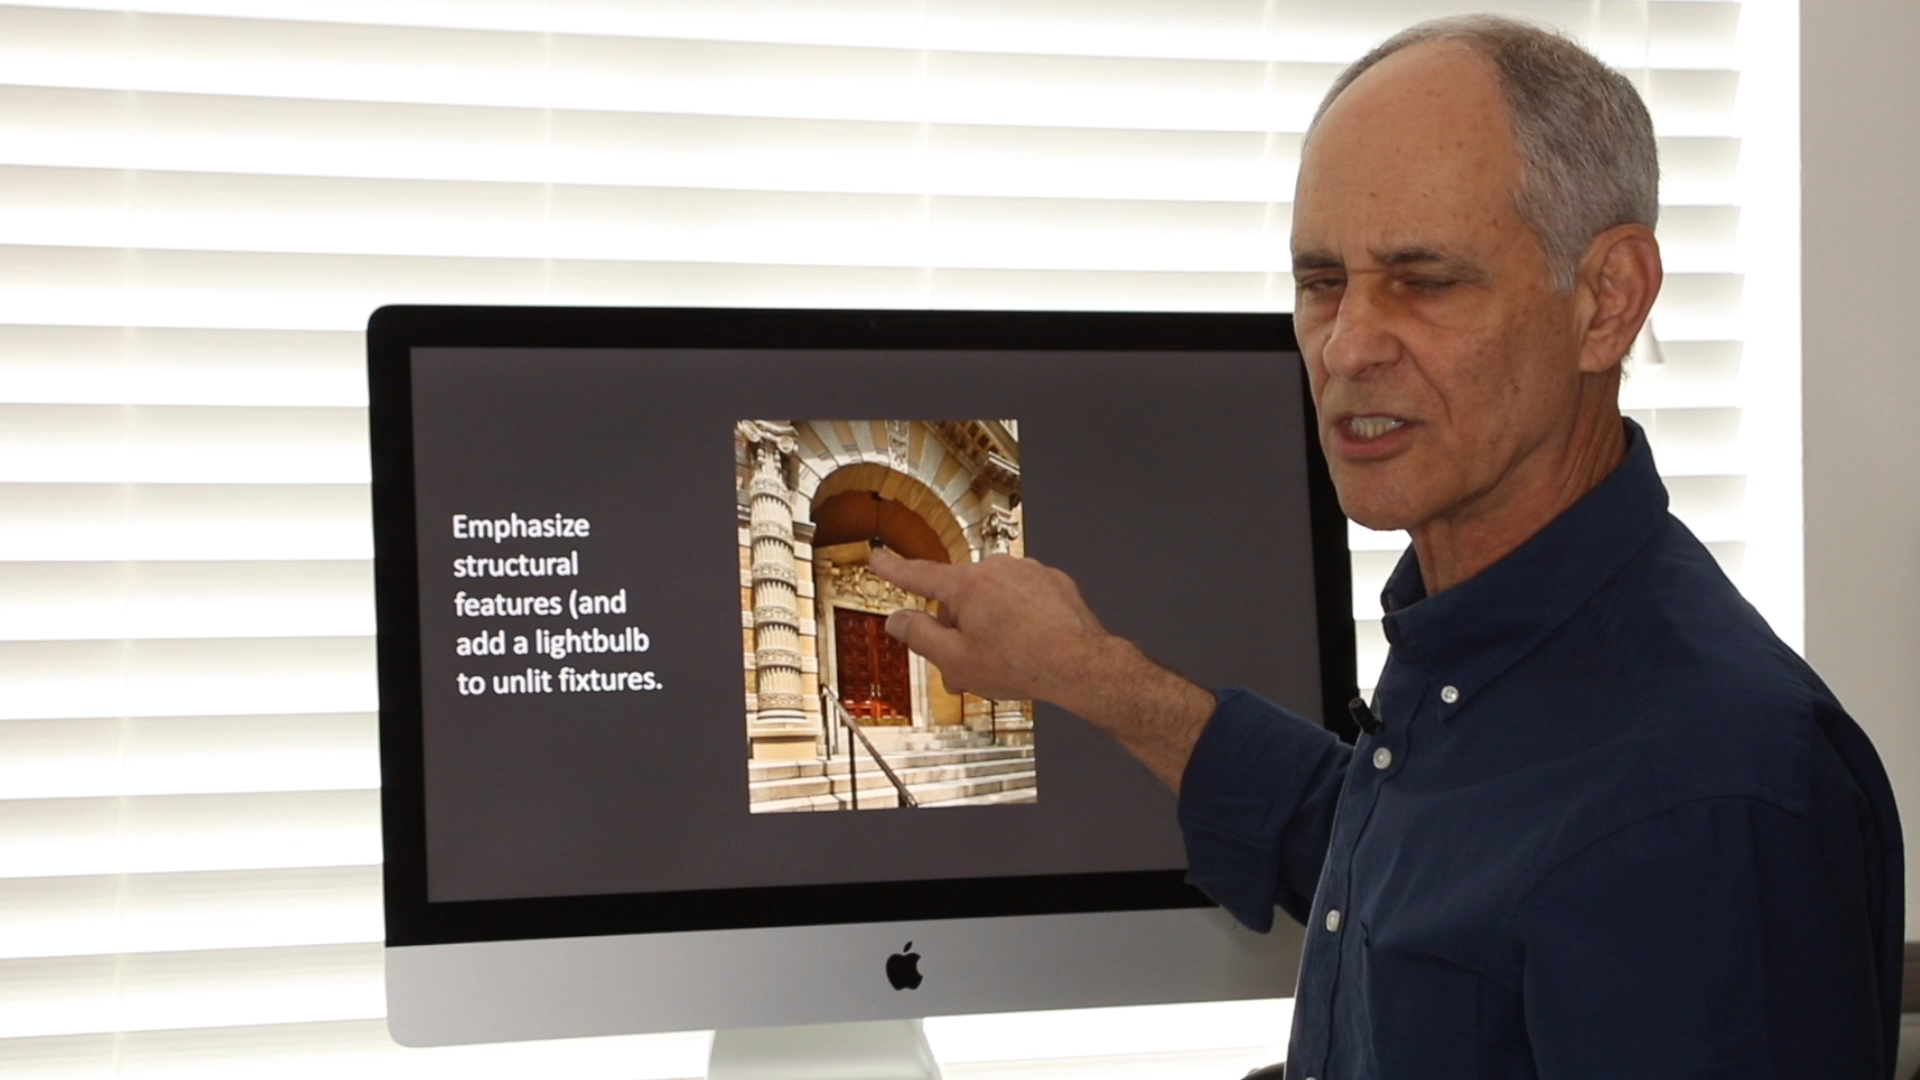 Emphasize
structural
features (and
add a lightbulb
to unlit fixtures.